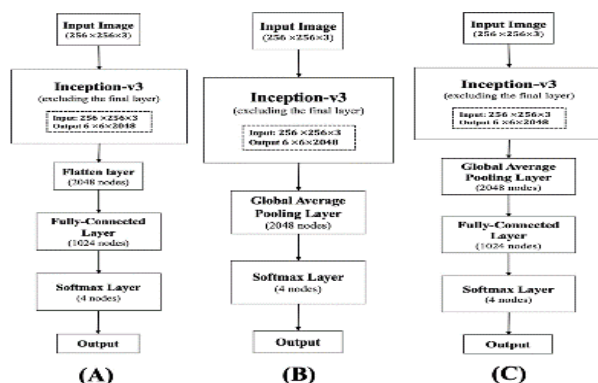 Input Image
(256 ×256×3)
Inception-v3
(excluding the final layer)
Input: 256 ×256×3
Output 6 ×6×2048
Flatten layer
(2048 nodes)
Fully-Connected
Layer
(1024 nodes)
Softmax Layer
(4 nodes)
Output
(A)
Input Image
(256 ×256×3)
Inception-v3
(excluding the final layer)
Input: 256 ×256×3
Output 6 ×6×2048
Global Average
Pooling Layer
(2048 nodes)
Softmax Layer
(4 nodes)
Output
(B)
Input Image
(256 ×256×3)
Inception-v3
(excluding the final layer)
Input: 256 ×256×3
Output 6 ×6×2048
Global Average
Pooling Layer
(2048 nodes)
Fully-Connected
Layer
(1024 nodes)
Softmax Layer
(4 nodes)
Output
(C)